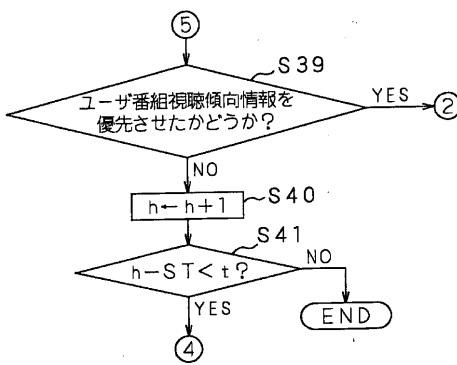 5
S39
ユーザ番組視聴傾向情報を
優先させたかどうか?
YES
2
NO
S40
h←h+1
S41
h-ST<t?
NO
YES
END
4